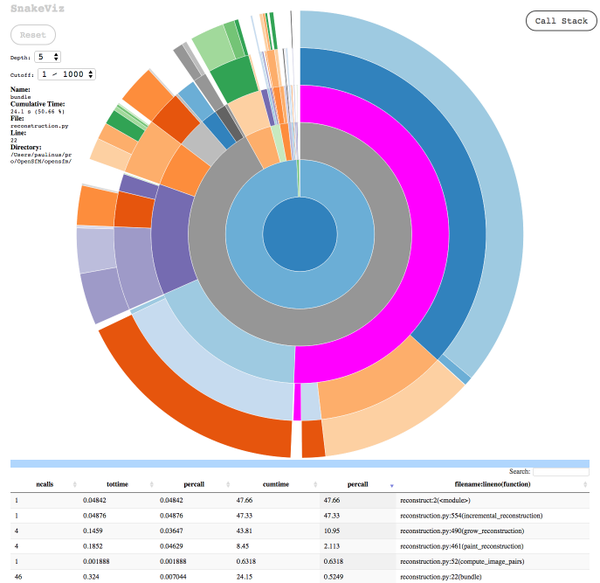 SnakeViz
Call Stack
Reset
Depth: 5
Cutoff: 1 / 1000
Name:
bundle
Cumulative Time:
24.1 s (50.66 %)
File:
reconstruction.py
Line:
22
Directory:
/Users/paulinus/pro/OpenSfM/opensfm/
Search:
ncalls tottime percall cumtime percall filename:lineno(function)
1 0.04842 0.04842 47.66 47.66 reconstruct:2(<module>)
1 0.04876 0.04876 47.33 47.33 reconstruction.py:554(incremental_reconstruction)
4 0.1459 0.03647 43.81 10.95 reconstruction.py:490(grow_reconstruction)
4 0.1852 0.04629 8.45 2.113 reconstruction.py:461(paint_reconstruction)
1 0.001888 0.001888 0.6318 0.6318 reconstruction.py:52(compute_image_pairs)
46 0.324 0.007044 24.15 0.5249 reconstruction.py:22(bundle)